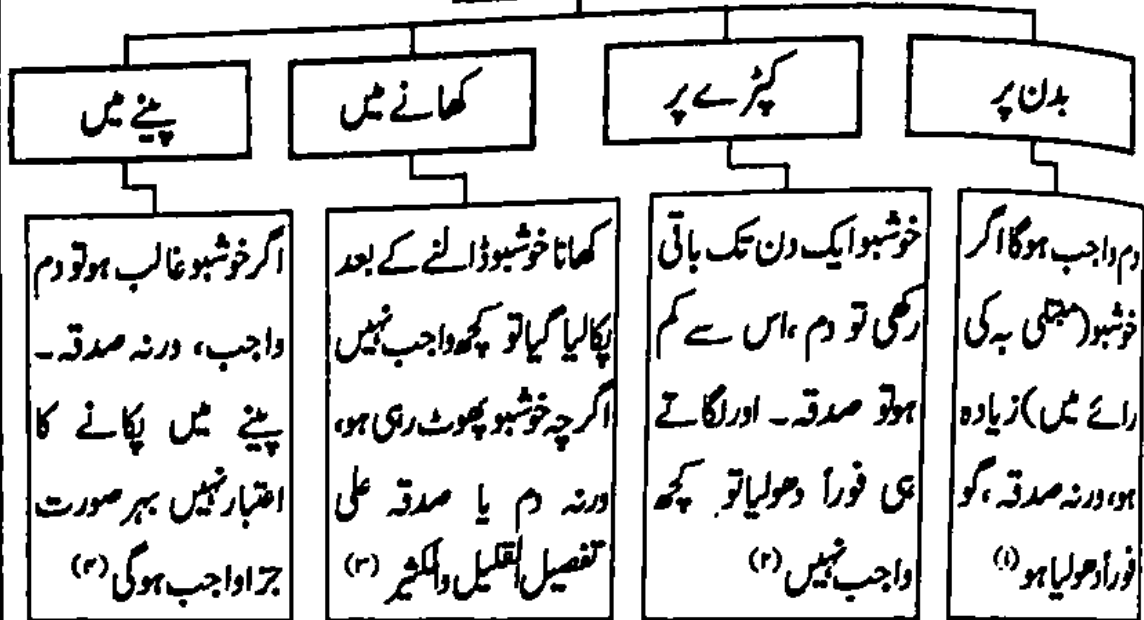 بدن پر
کپڑے پر
کھانے میں
پینے میں
دم واجب ہوگا اگر
خوشبو (مبتلی بہ کی
رائے میں) زیادہ
ہو، ورنہ صدقہ، گو
فوراً دھولیا ہو (۱)
خوشبو ایک دن تک باقی
رکھی تو دم، اس سے کم
ہوتو صدقہ۔ اور لگاتے
ہی فوراً دھولیا تو کچھ
واجب نہیں (۲)
کھانا خوشبو ڈالنے کے بعد
پکالیا گیا تو کچھ واجب نہیں
اگرچہ خوشبو پھوٹ رہی ہو،
ورنہ دم یا صدقہ علی
تفصیل القلیل والکثیر (۳)
اگر خوشبو غالب ہوتو دم
واجب، ورنہ صدقہ۔
پینے میں پکانے کا
اعتبار نہیں بہر صورت
جزا واجب ہوگی (۴)